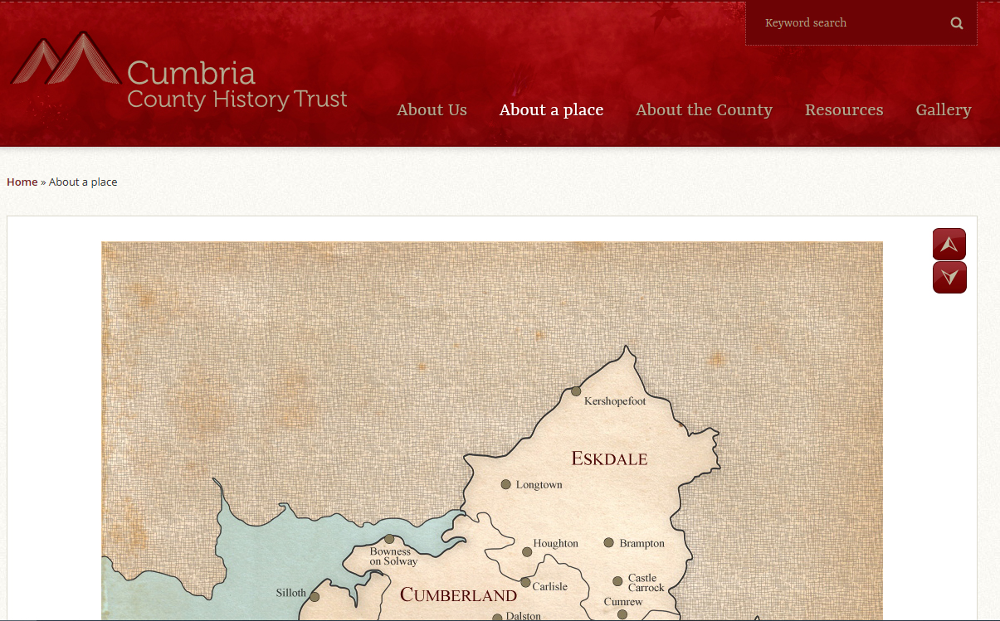 Keyword search
Cumbria
County History Trust
About Us
About a place
About the County
Resources
Gallery
Home » About a place
Kershopefoot
ESKDALE
Longtown
Houghton
Brampton
Bowness
on Solway
Castle
Carrock
Carlisle
Silloth
CUMBERLAND
Cumrew
Dalston